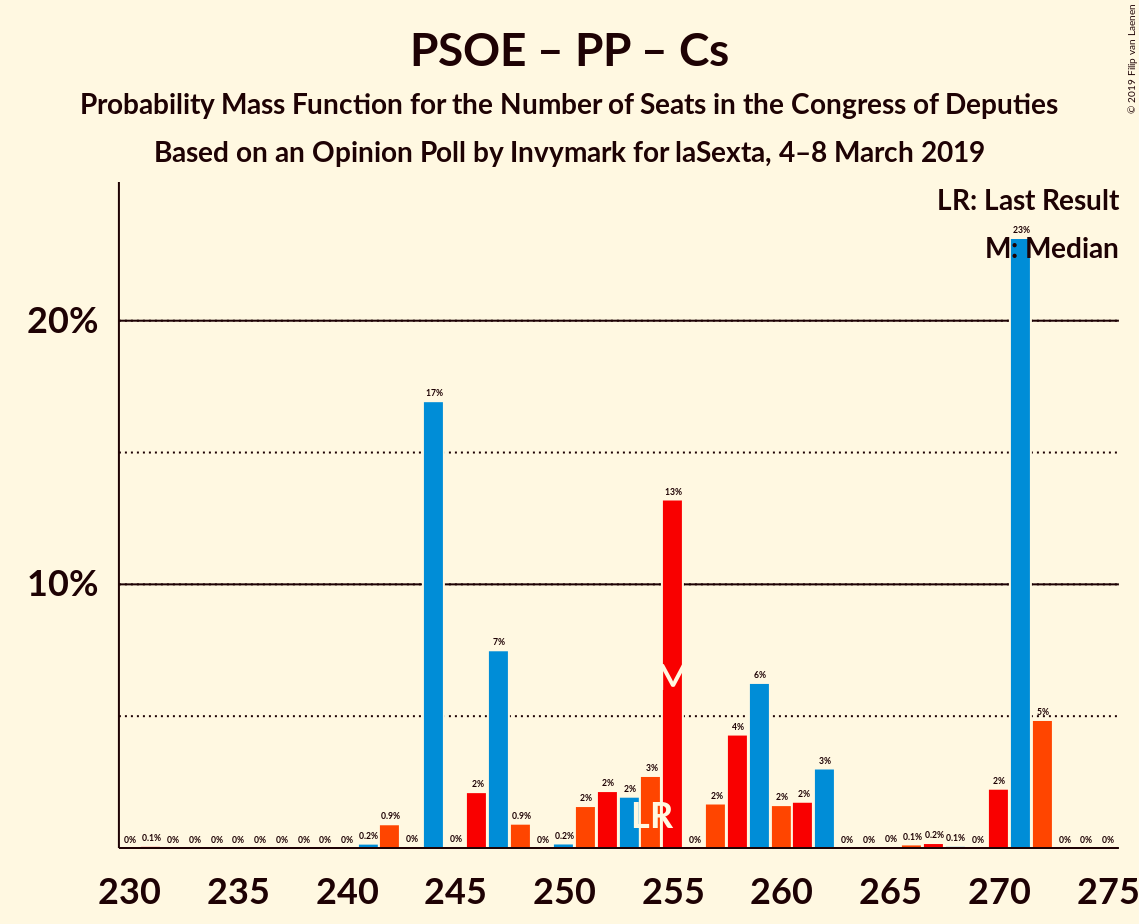 PSOE – PP – Cs
Probability Mass Function for the Number of Seats in the Congress of Deputies
Based on an Opinion Poll by Invymark for laSexta, 4–8 March 2019
© 2019 Filip van Laenen
LR: Last Result
M: Median
20%
10%
0% 0.1% 0% 0% 0% 0% 0% 0% 0% 0% 0% 0.2% 0.9% 0% 17% 0% 2% 7% 0.9% 0% 0.2% 2% 2% 2% 3% 13% 0% 2% 4% 6% 2% 2% 3% 0% 0% 0% 0.1% 0.2% 0.1% 0% 2% 23% 5% 0% 0% 0%
M
LR
230 235 240 245 250 255 260 265 270 275